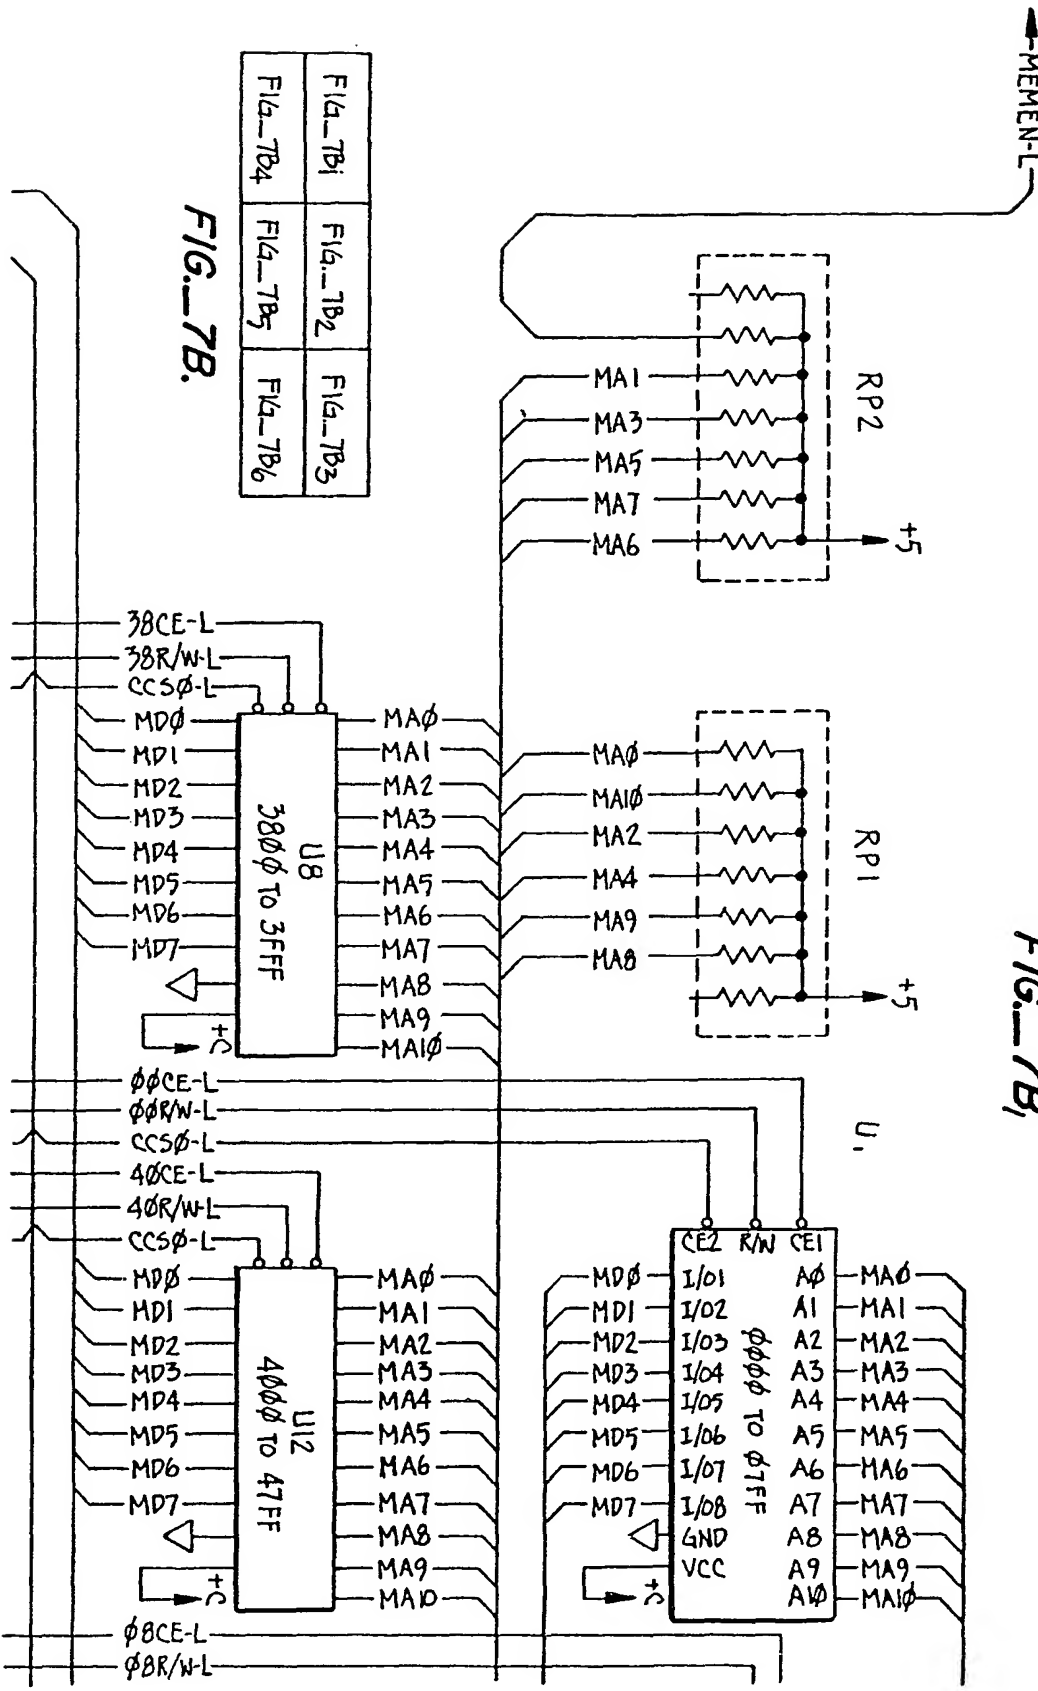 MEMEN-L
FIG._7B1
FIG._7B2
FIG._7B3
FIG._7B4
FIG._7B5
FIG._7B6
FIG._7B.
RP2
MA1
MA3
MA5
MA7
MA6
+5
RP1
MAØ
MA1Ø
MA2
MA4
MA9
MA8
+5
FIG._7B1
38CE-L
38R/W-L
CCSØ-L
MDØ
MD1
MD2
MD3
MD4
MD5
MD6
MD7
U8
38ØØ TO 3FFF
MAØ
MA1
MA2
MA3
MA4
MA5
MA6
MA7
MA8
MA9
MA1Ø
+C
ØØCE-L
ØØR/W-L
CCSØ-L
4ØCE-L
4ØR/W-L
CCSØ-L
MDØ
MD1
MD2
MD3
MD4
MD5
MD6
MD7
U12
4ØØØ TO 47FF
MAØ
MA1
MA2
MA3
MA4
MA5
MA6
MA7
MA8
MA9
MA10
+C
U1
CE2 R/W CE1
MDØ I/O1 AØ MAØ
MD1 I/O2 A1 MA1
MD2 I/O3 A2 MA2
MD3 I/O4 A3 MA3
MD4 I/O5 A4 MA4
MD5 I/O6 A5 MA5
MD6 I/O7 A6 MA6
MD7 I/O8 A7 MA7
GND A8 MA8
VCC A9 MA9
A1Ø MA1Ø
ØØØØ TO Ø7FF
+C
Ø8CE-L
Ø8R/W-L